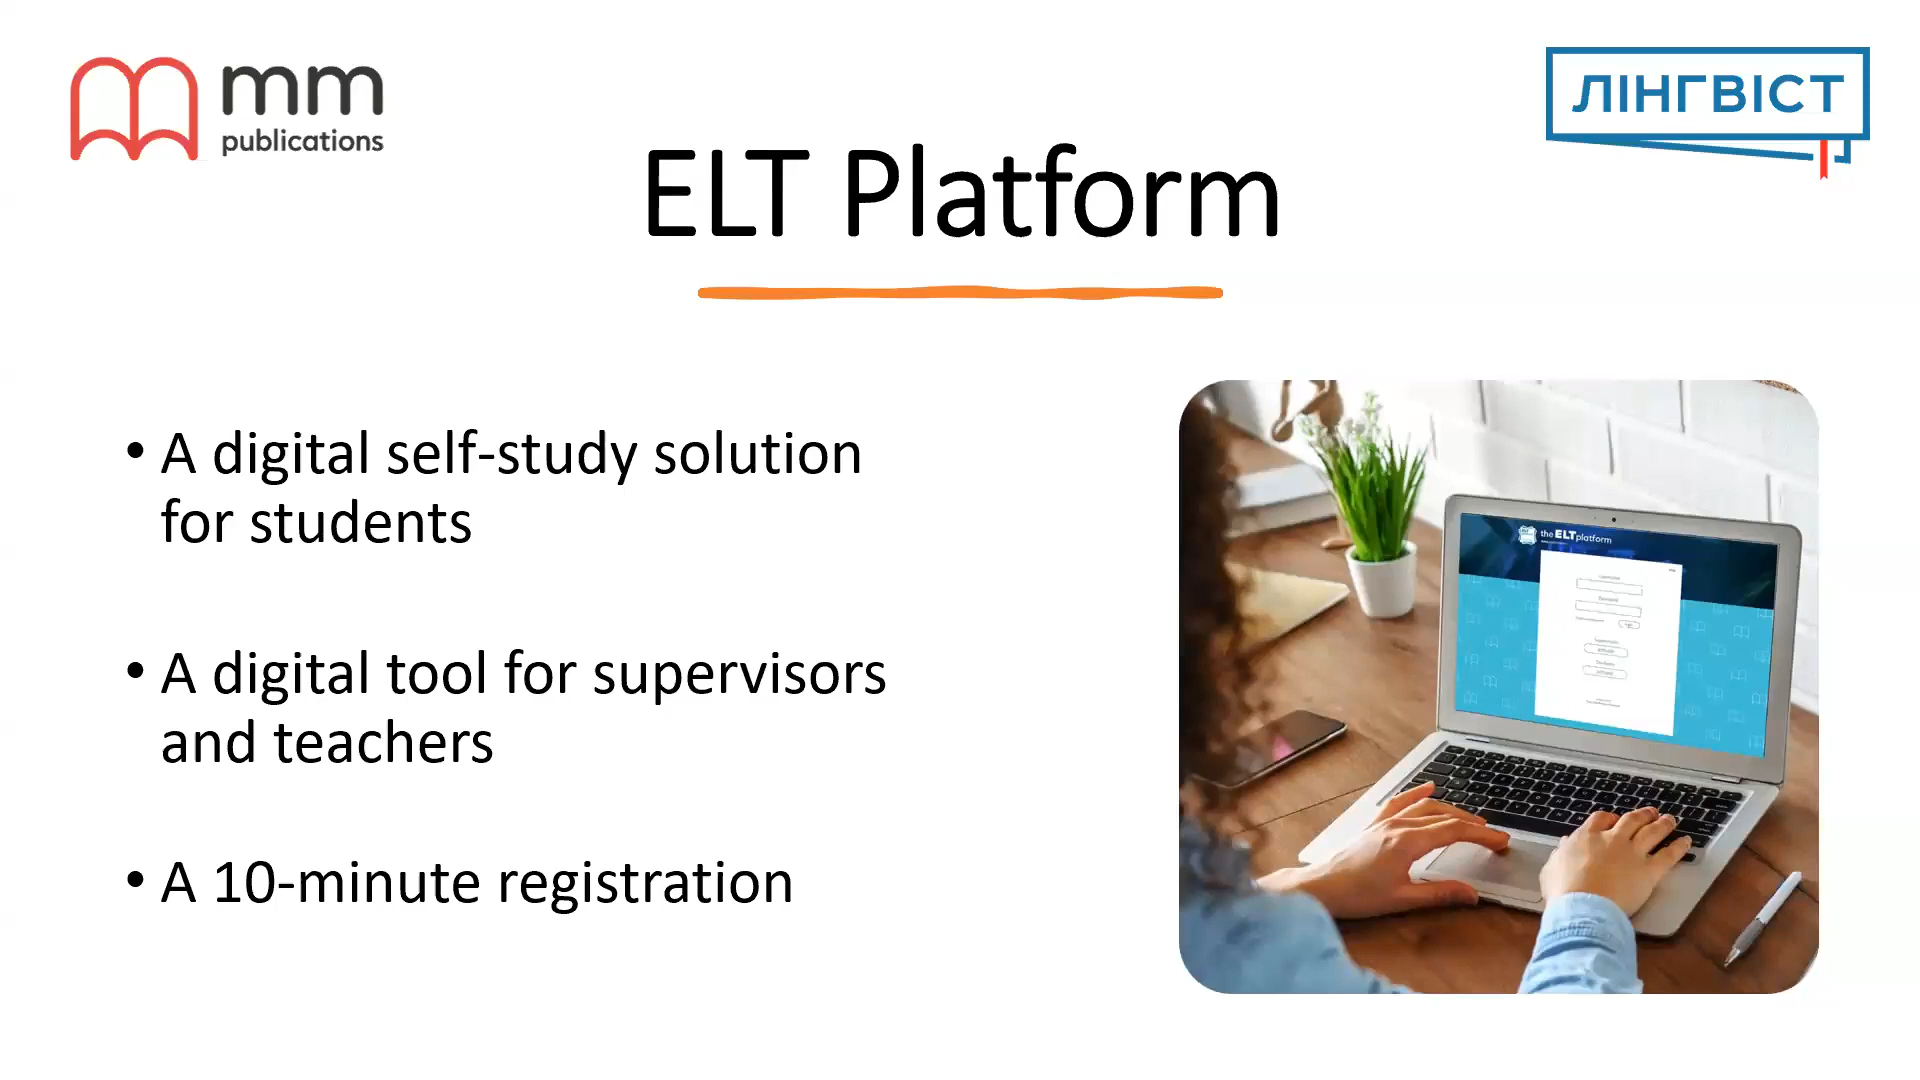 mm
publications
ЛІНГВІСТ
ELT Platform
• A digital self-study solution
for students
• A digital tool for supervisors
and teachers
• A 10-minute registration
the ELT platform